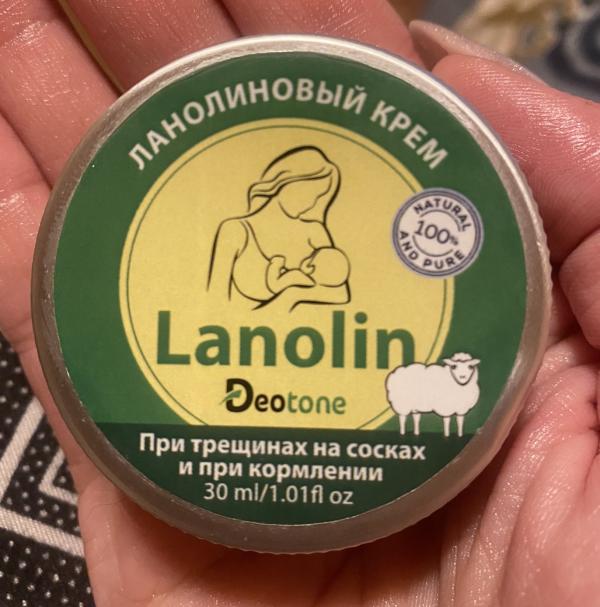 ЛАНОЛИНОВЫЙ КРЕМ
NATURAL
100%
AND PURE
Lanolin
Deotone
При трещинах на сосках
и при кормлении
30 ml/1.01fl oz